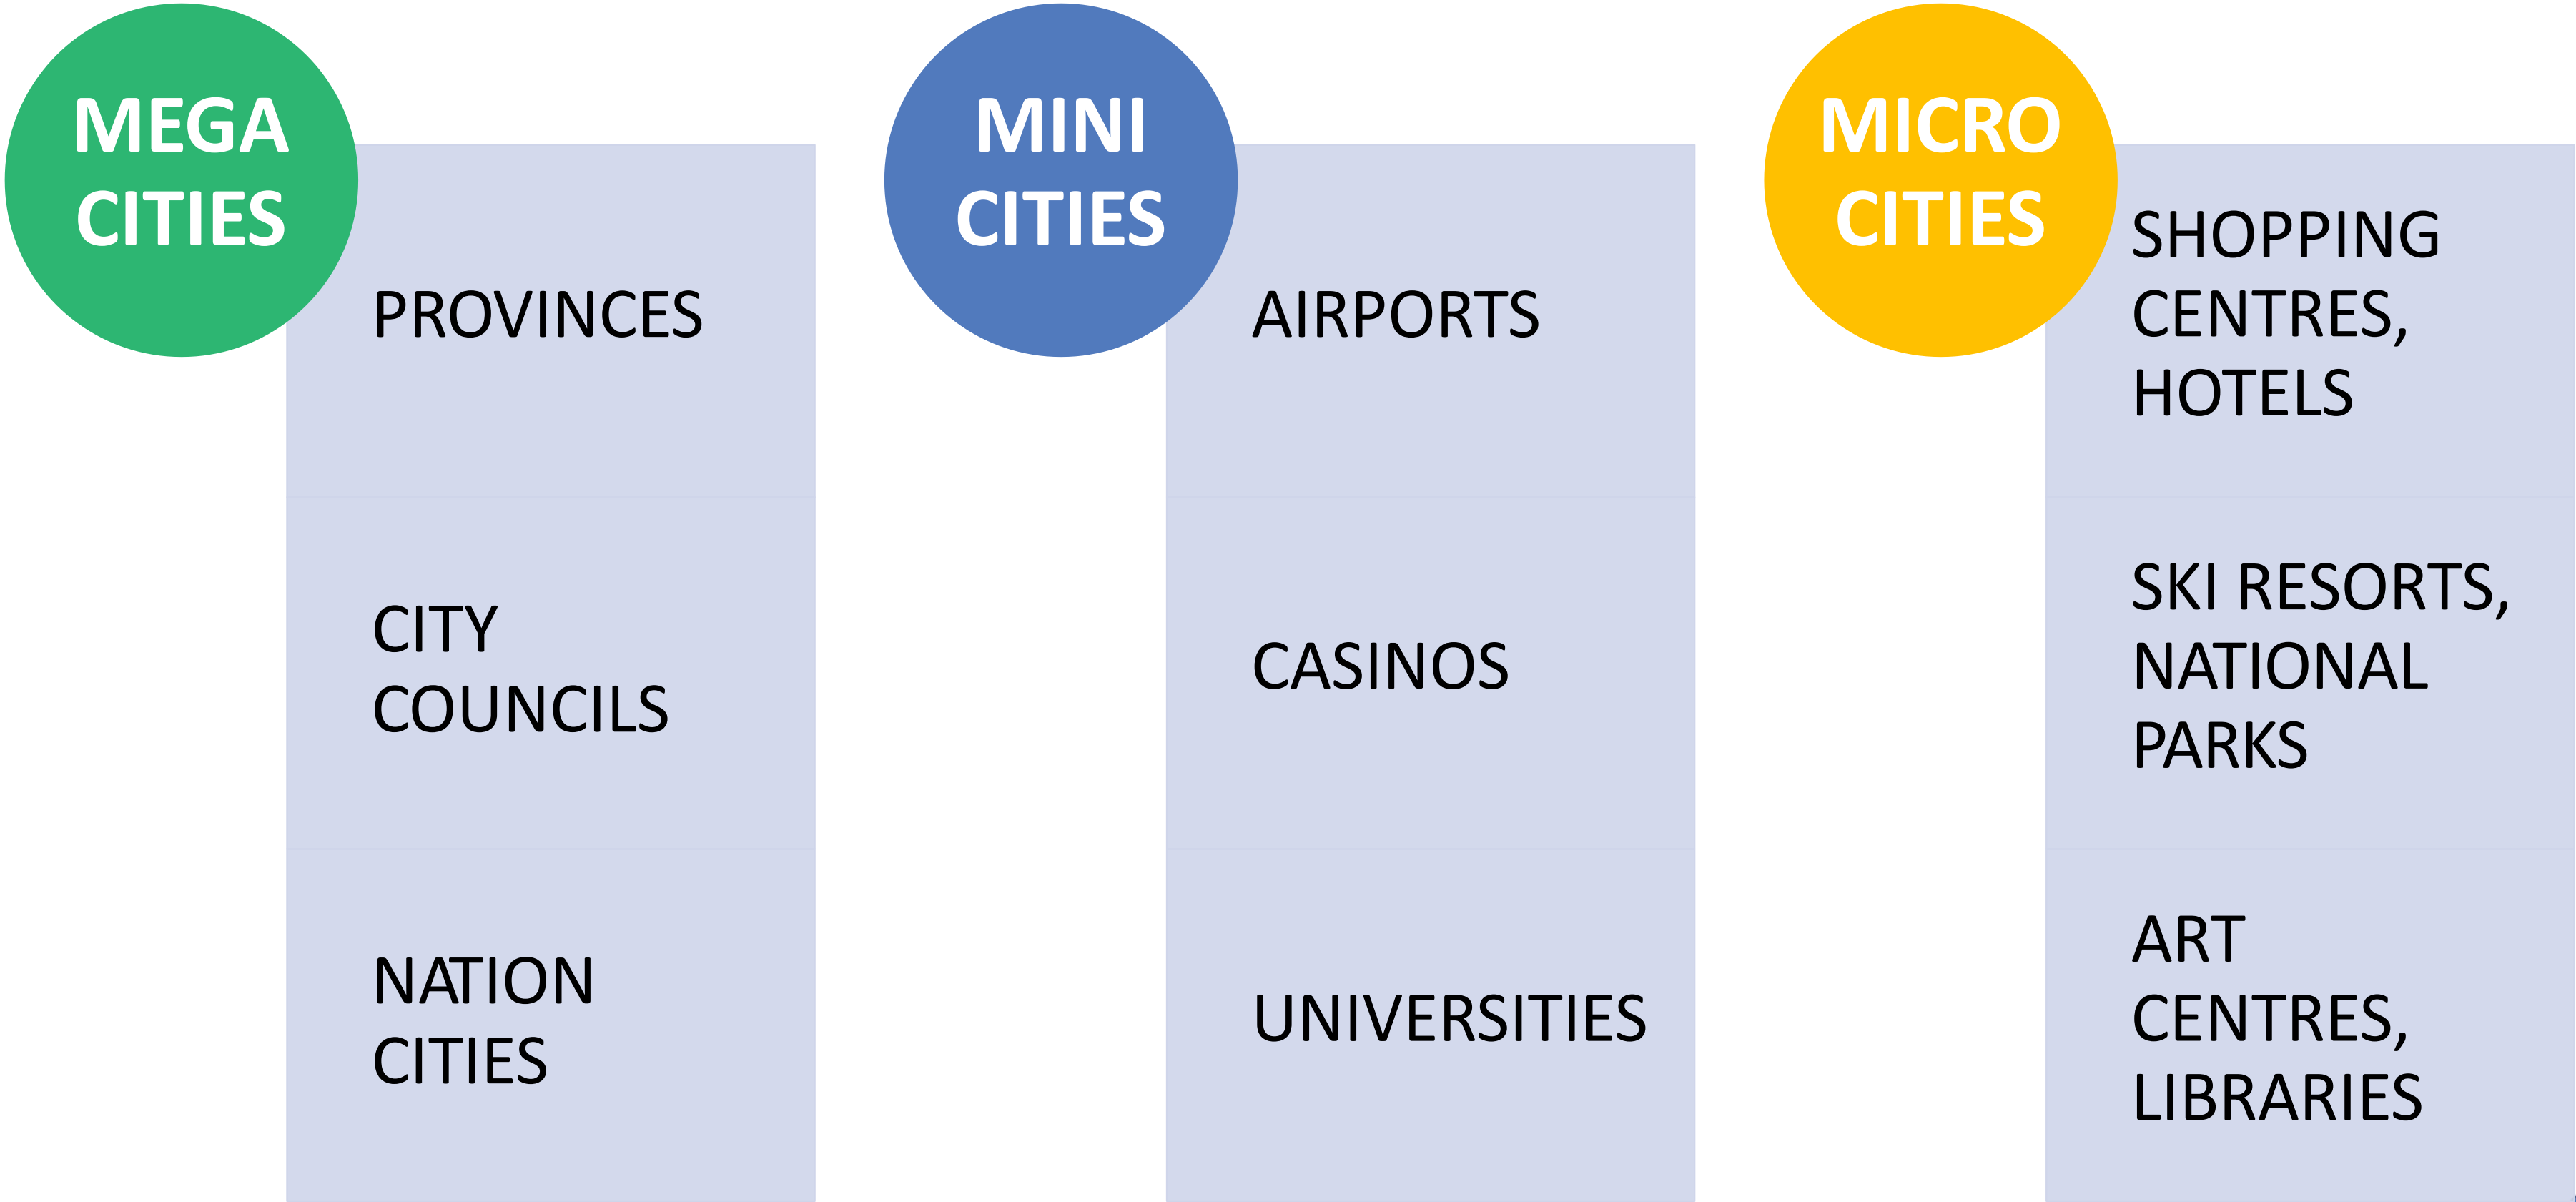 MEGA
CITIES
PROVINCES
CITY
COUNCILS
NATION
CITIES
MINI
CITIES
AIRPORTS
CASINOS
UNIVERSITIES
MICRO
CITIES
SHOPPING
CENTRES,
HOTELS
SKI RESORTS,
NATIONAL
PARKS
ART
CENTRES,
LIBRARIES